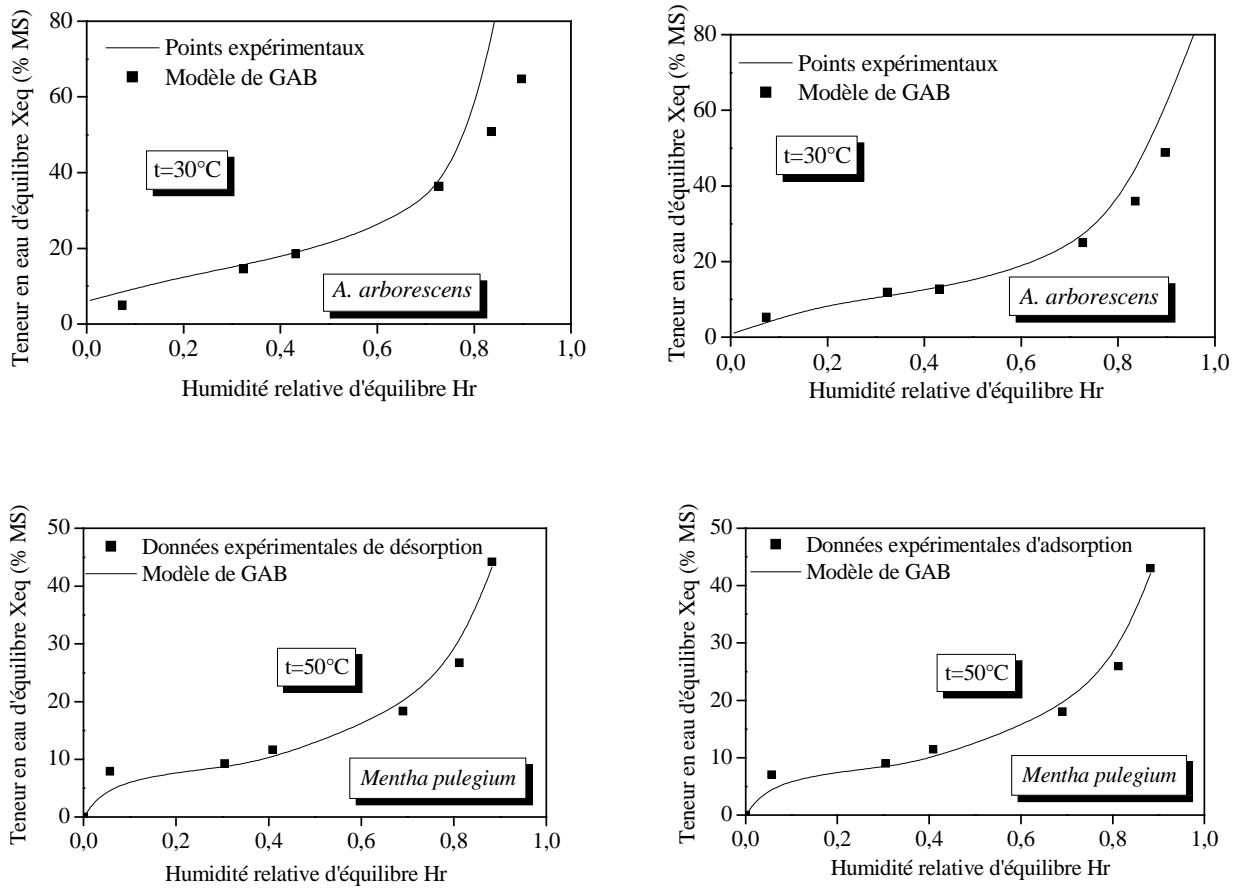 Teneur en eau d'équilibre Xeq (% MS)
80
60
40
20
0
Points expérimentaux
Modèle de GAB
t=30°C
A. arborescens
0,0 0,2 0,4 0,6 0,8 1,0
Humidité relative d'équilibre Hr
Teneur en eau d'équilibre Xeq (% MS)
80
60
40
20
0
Points expérimentaux
Modèle de GAB
t=30°C
A. arborescens
0,0 0,2 0,4 0,6 0,8 1,0
Humidité relative d'équilibre Hr
Teneur en eau d'équilibre Xeq (% MS)
50
40
30
20
10
0
Données expérimentales de désorption
Modèle de GAB
t=50°C
Mentha pulegium
0,0 0,2 0,4 0,6 0,8 1,0
Humidité relative d'équilibre Hr
Teneur en eau d'équilibre Xeq (% MS)
50
40
30
20
10
0
Données expérimentales d'adsorption
Modèle de GAB
t=50°C
Mentha pulegium
0,0 0,2 0,4 0,6 0,8 1,0
Humidité relative d'équilibre Hr